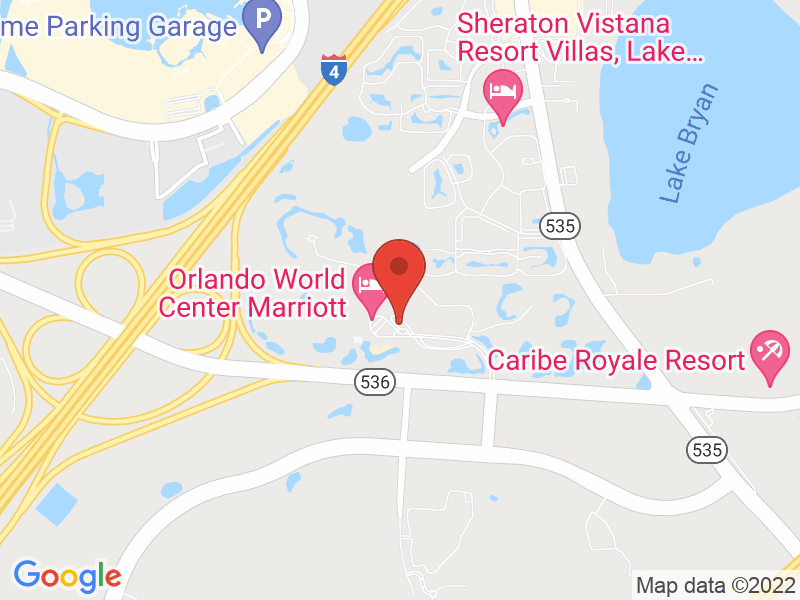 me Parking Garage
P
Sheraton Vistana
Resort Villas, Lake...
4
Lake Bryan
535
Orlando World
Center Marriott
Caribe Royale Resort
536
535
Google
Map data ©2022